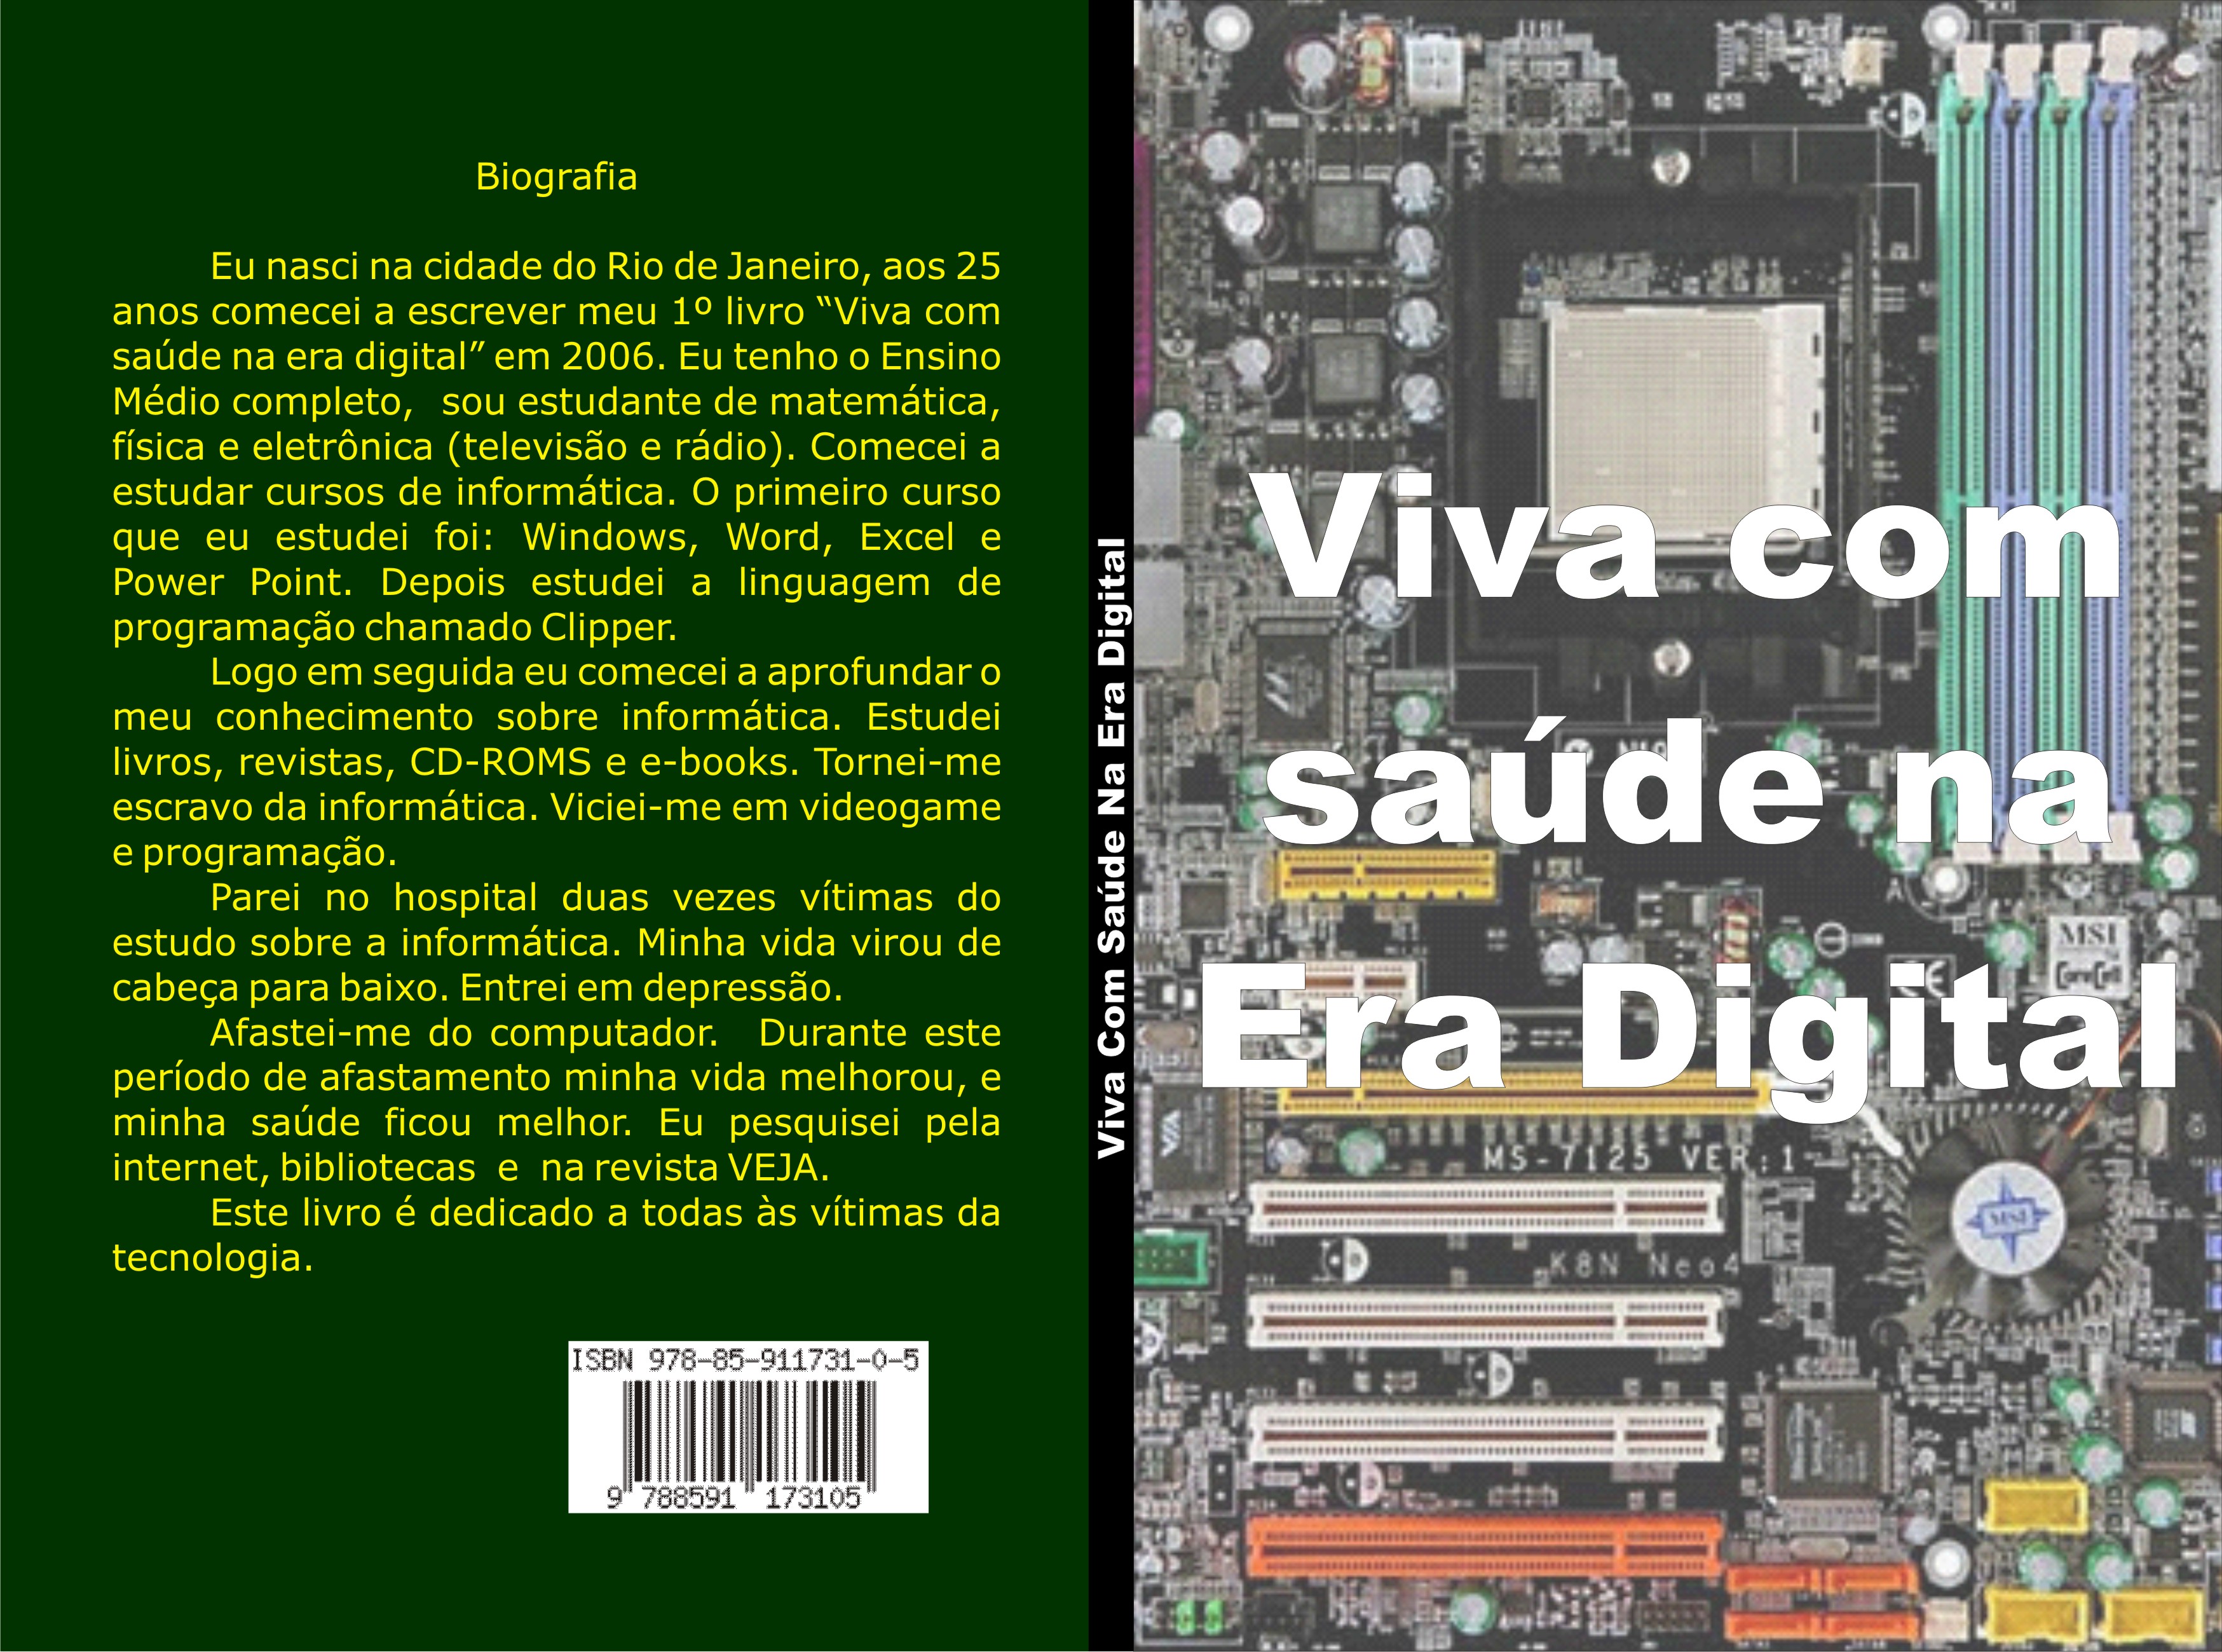 Biografia
Eu nasci na cidade do Rio de Janeiro, aos 25
anos comecei a escrever meu 1º livro “Viva com
saúde na era digital” em 2006. Eu tenho o Ensino
Médio completo, sou estudante de matemática,
física e eletrônica (televisão e rádio). Comecei a
estudar cursos de informática. O primeiro curso
que eu estudei foi: Windows, Word, Excel e
Power Point. Depois estudei a linguagem de
programação chamado Clipper.
Logo em seguida eu comecei a aprofundar o
meu conhecimento sobre informática. Estudei
livros, revistas, CD-ROMS e e-books. Tornei-me
escravo da informática. Viciei-me em videogame
e programação.
Parei no hospital duas vezes vítimas do
estudo sobre a informática. Minha vida virou de
cabeça para baixo. Entrei em depressão.
Afastei-me do computador. Durante este
período de afastamento minha vida melhorou, e
minha saúde ficou melhor. Eu pesquisei pela
internet, bibliotecas e na revista VEJA.
Este livro é dedicado a todas às vítimas da
tecnologia.
ISBN 978-85-911731-0-5
9 788591 173105
Viva Com Saúde Na Era Digital
Viva com
saúde na
Era Digital
MSI
CoreCell
VIA
MS-7125 VER:1
MSI
K8N Neo4